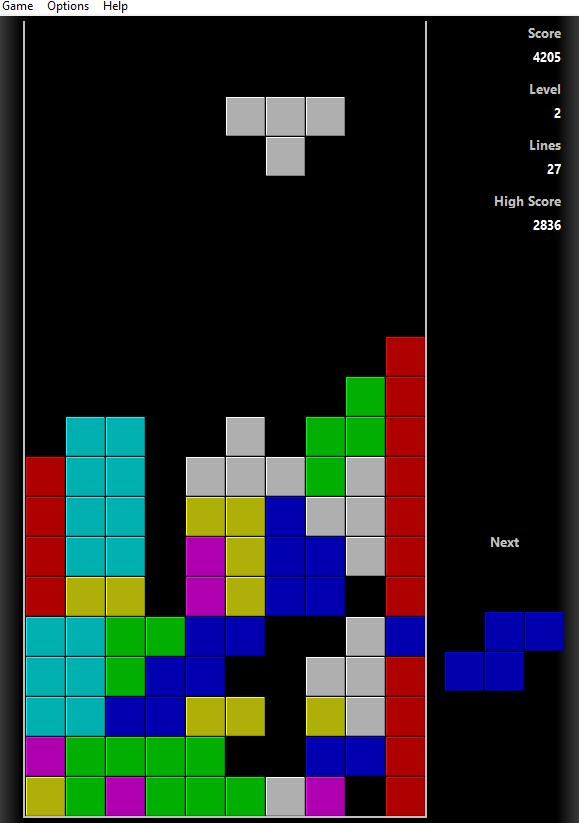 Game Options Help
Score
4205
Level
2
Lines
27
High Score
2836
Next